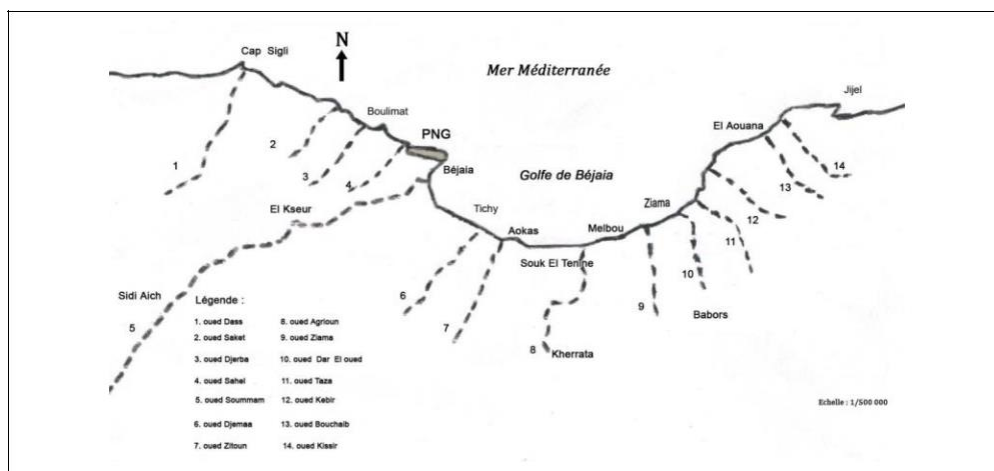 N
Cap Sigli
Mer Méditerranée
Jijel
Boulimat
El Aouana
PNG
Béjaia
Golfe de Béjaia
1
2
3
4
El Kseur
Tichy
Ziama
14
13
12
11
Aokas
Melbou
Souk El Tenine
Sidi Aich
5
6
7
8
Kherrata
9
10
Babors
Légende :
1. oued Dass
2. oued Saket
3. oued Djerba
4. oued Sahel
5. oued Soummam
6. oued Djemaa
7. oued Zitoun
8. oued Agrioun
9. oued Ziama
10. oued Dar El oued
11. oued Taza
12. oued Kebir
13. oued Bouchaib
14. oued Kissir
Echelle : 1/500 000